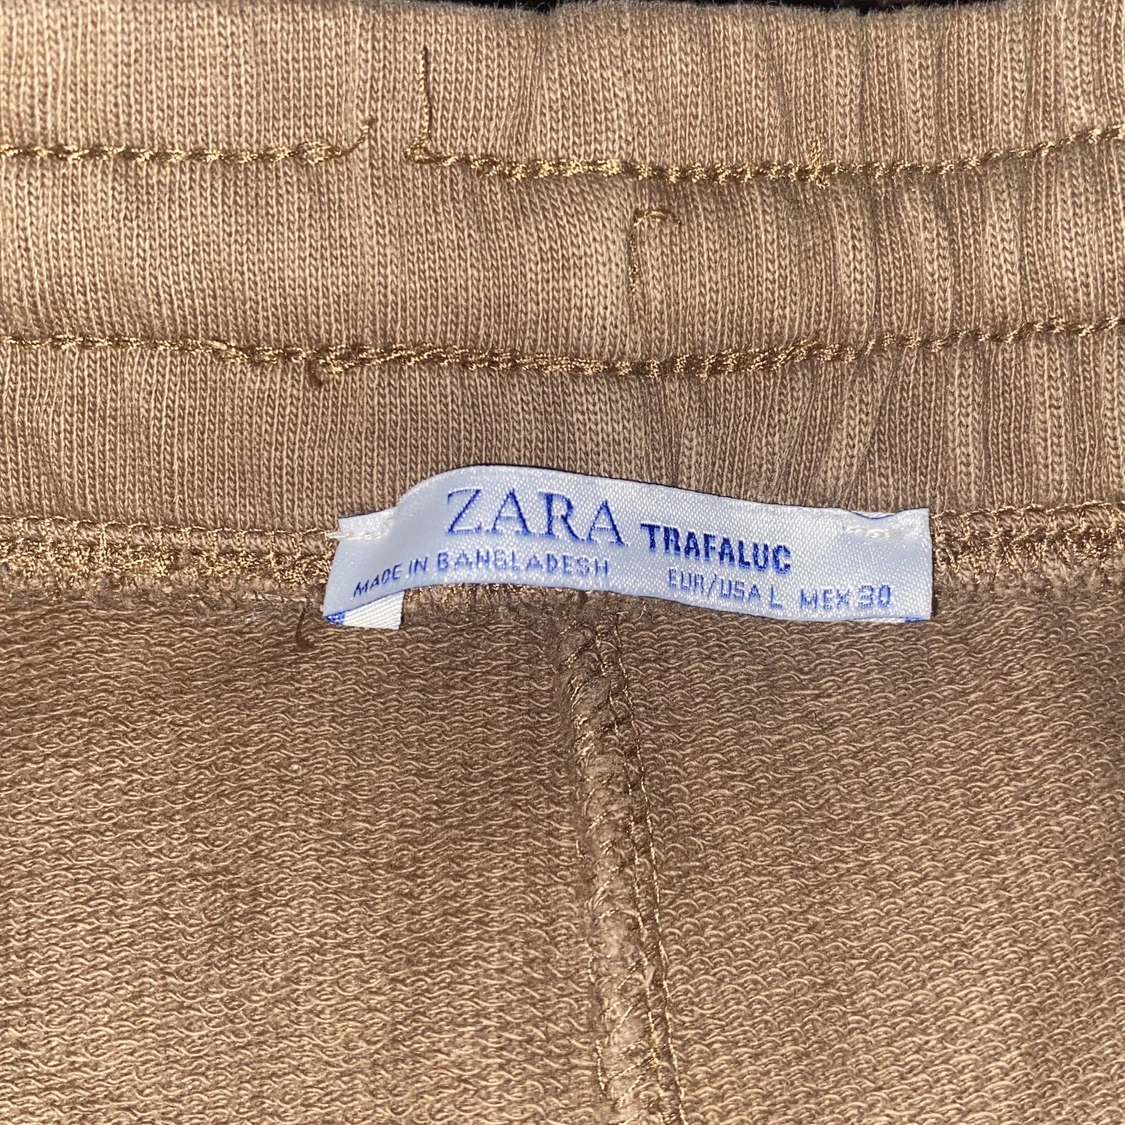 ZARA TRAFALUC
MADE IN BANGLADESH EUR/USA L MEX 30